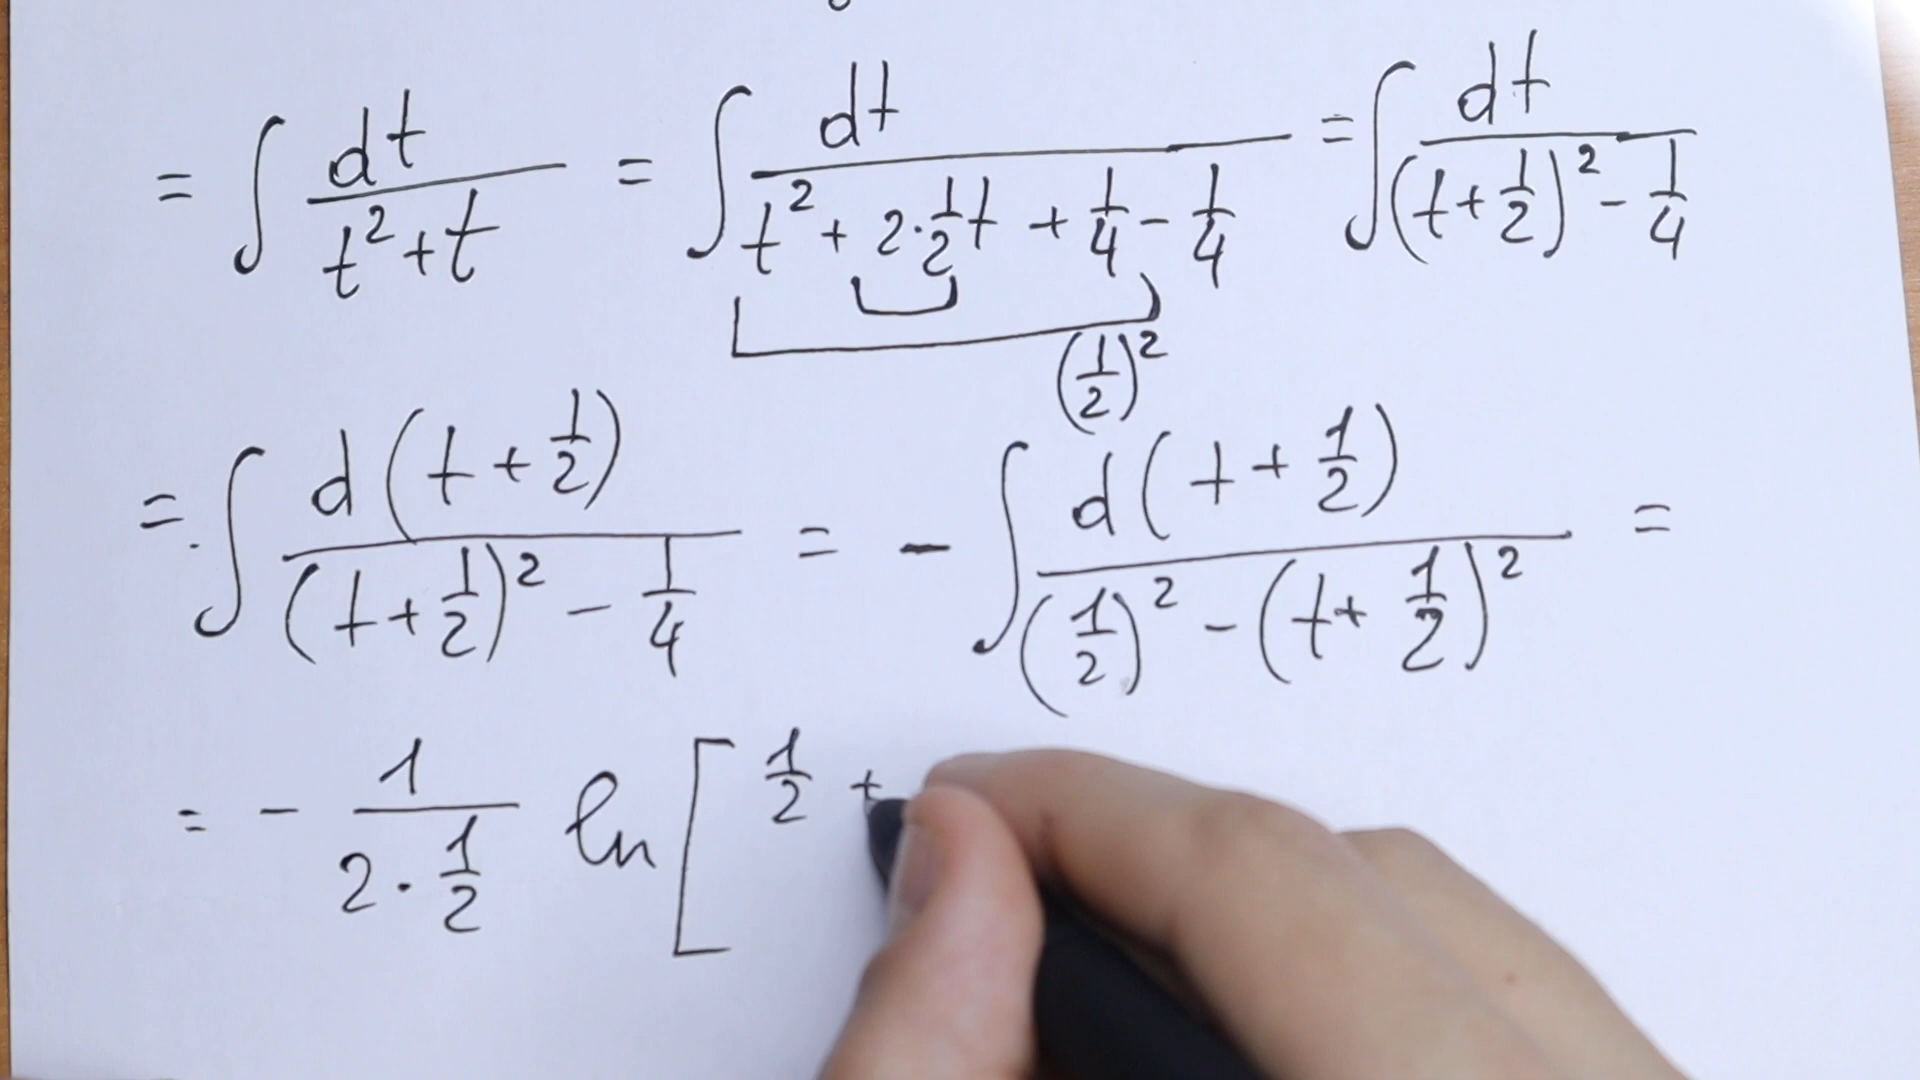 = ∫ dt/(t² + t) = ∫ dt/(t² + 2·1/2 t + 1/4 − 1/4) = ∫ dt/((t + 1/2)² − 1/4)
(1/2)²
= ∫ d(t + 1/2)/((t + 1/2)² − 1/4) = − ∫ d(t + 1/2)/((1/2)² − (t + 1/2)²) =
= − 1/(2·1/2) ln [ 1/2 +